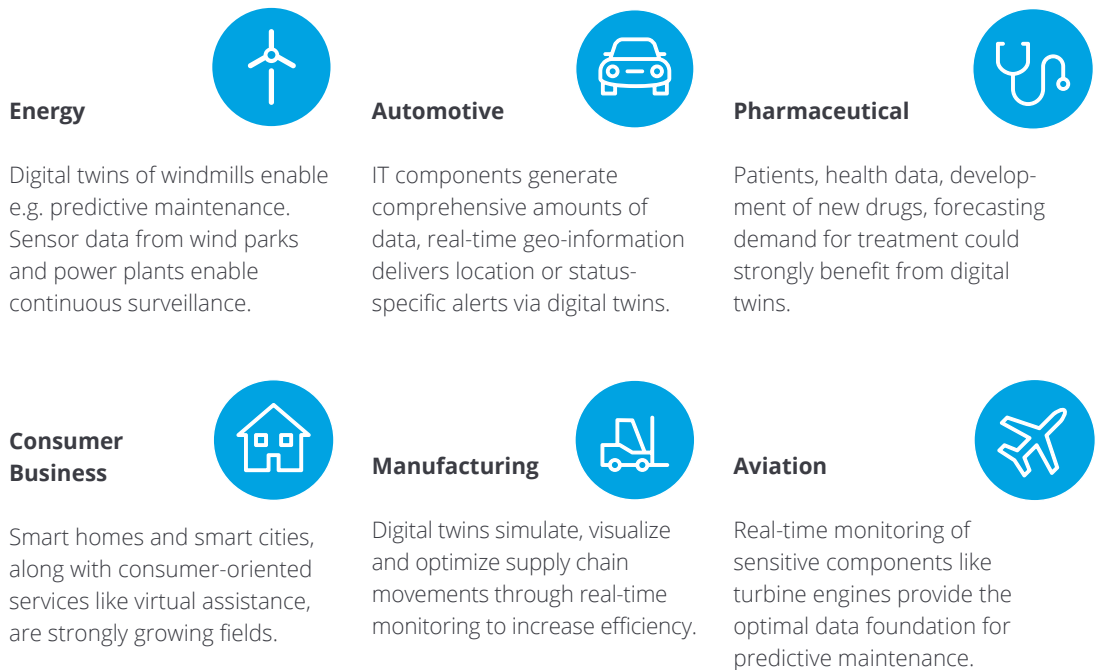 Energy
Digital twins of windmills enable
e.g. predictive maintenance.
Sensor data from wind parks
and power plants enable
continuous surveillance.
Automotive
IT components generate
comprehensive amounts of
data, real-time geo-information
delivers location or status-
specific alerts via digital twins.
Pharmaceutical
Patients, health data, develop-
ment of new drugs, forecasting
demand for treatment could
strongly benefit from digital
twins.
Consumer
Business
Smart homes and smart cities,
along with consumer-oriented
services like virtual assistance,
are strongly growing fields.
Manufacturing
Digital twins simulate, visualize
and optimize supply chain
movements through real-time
monitoring to increase efficiency.
Aviation
Real-time monitoring of
sensitive components like
turbine engines provide the
optimal data foundation for
predictive maintenance.